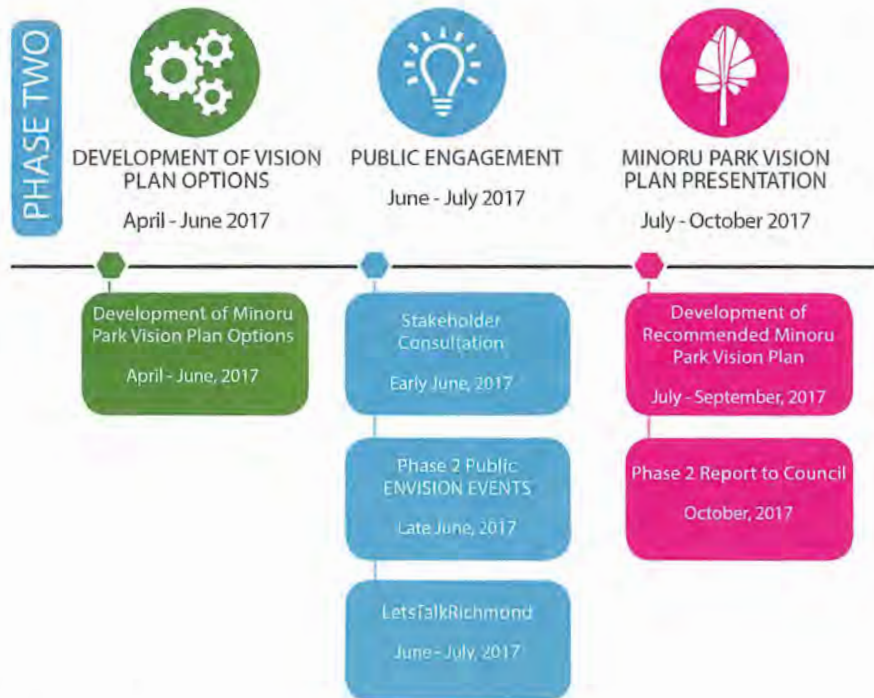 PHASE TWO
DEVELOPMENT OF VISION
PLAN OPTIONS
April - June 2017
PUBLIC ENGAGEMENT
June - July 2017
MINORU PARK VISION
PLAN PRESENTATION
July - October 2017
Development of Minoru
Park Vision Plan Options
April - June, 2017
Stakeholder
Consultation
Early June, 2017
Phase 2 Public
ENVISION EVENTS
Late June, 2017
LetsTalkRichmond
June - July, 2017
Development of
Recommended Minoru
Park Vision Plan
July - September, 2017
Phase 2 Report to Council
October, 2017